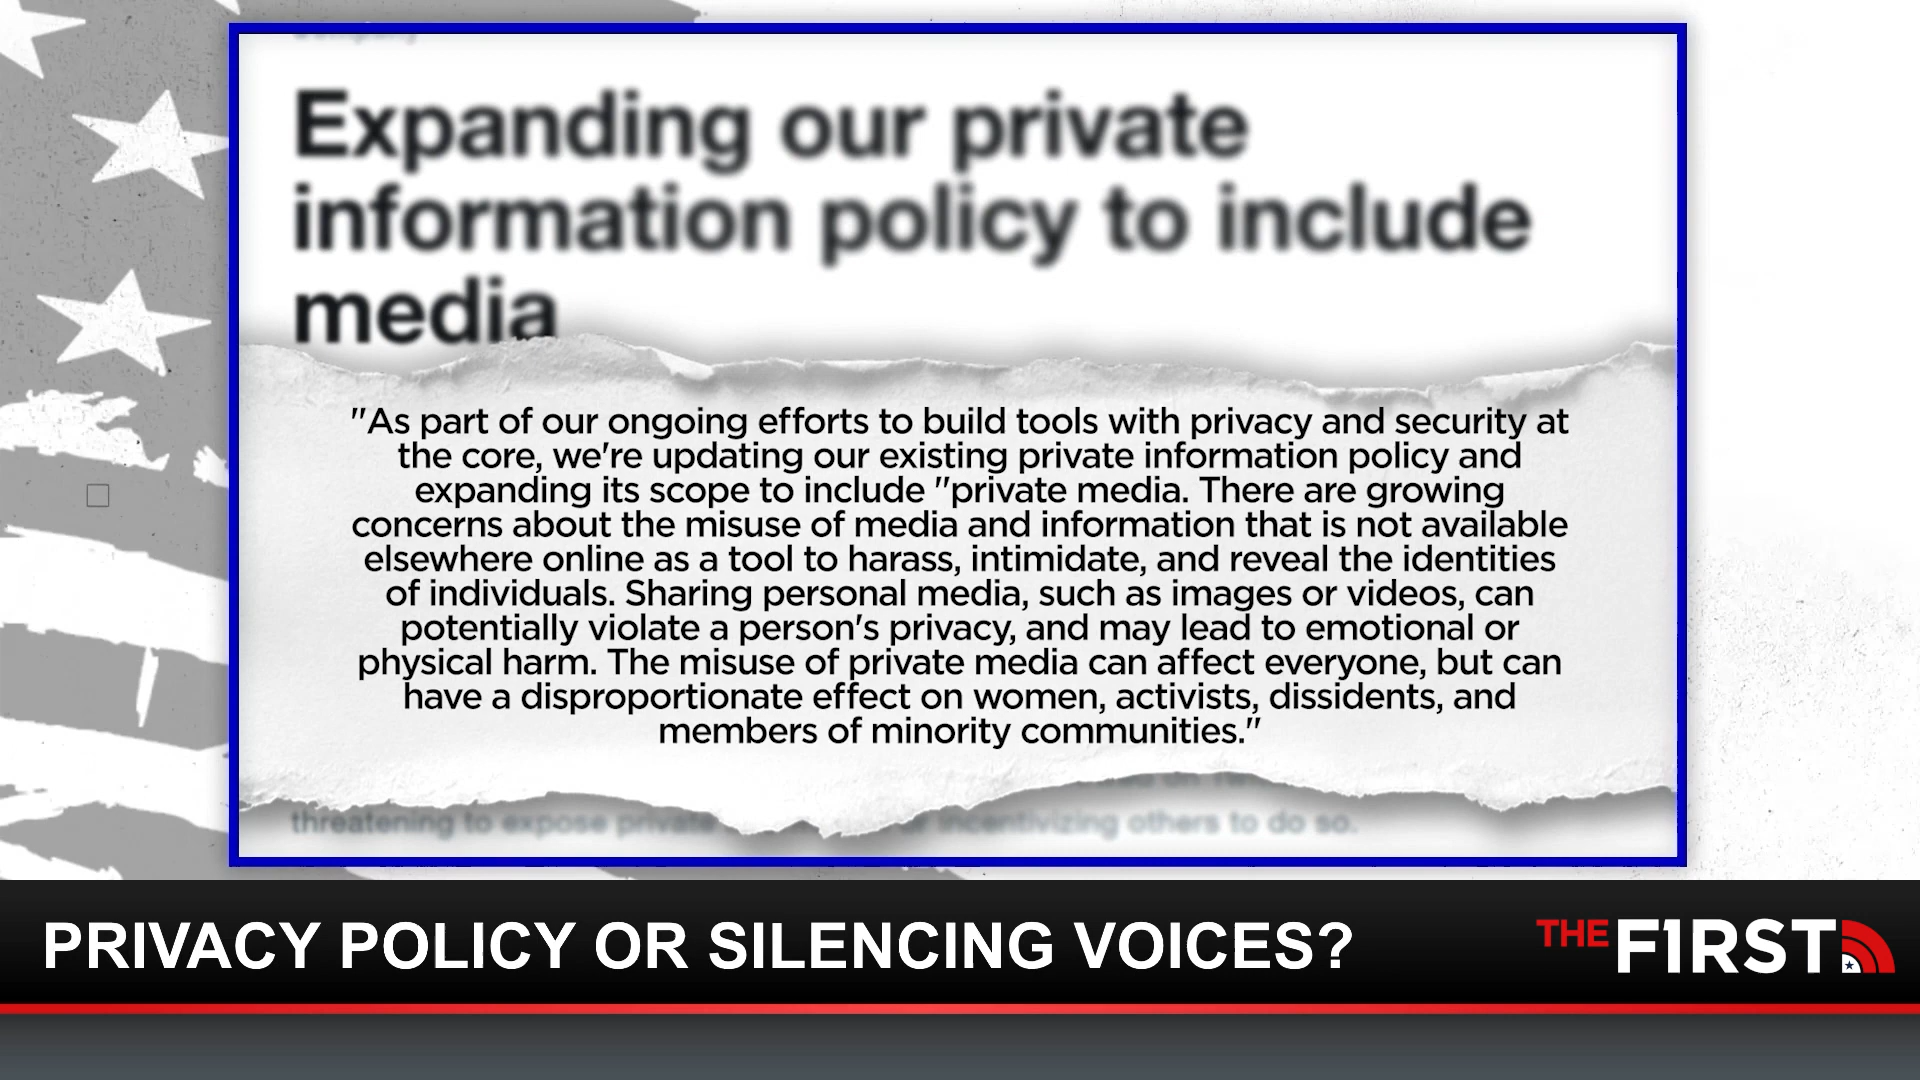 Expanding our private
information policy to include
media
"As part of our ongoing efforts to build tools with privacy and security at
the core, we're updating our existing private information policy and
expanding its scope to include "private media. There are growing
concerns about the misuse of media and information that is not available
elsewhere online as a tool to harass, intimidate, and reveal the identities
of individuals. Sharing personal media, such as images or videos, can
potentially violate a person's privacy, and may lead to emotional or
physical harm. The misuse of private media can affect everyone, but can
have a disproportionate effect on women, activists, dissidents, and
members of minority communities."
threatening to expose private incentivizing others to do so.
PRIVACY POLICY OR SILENCING VOICES?
THE F1RST